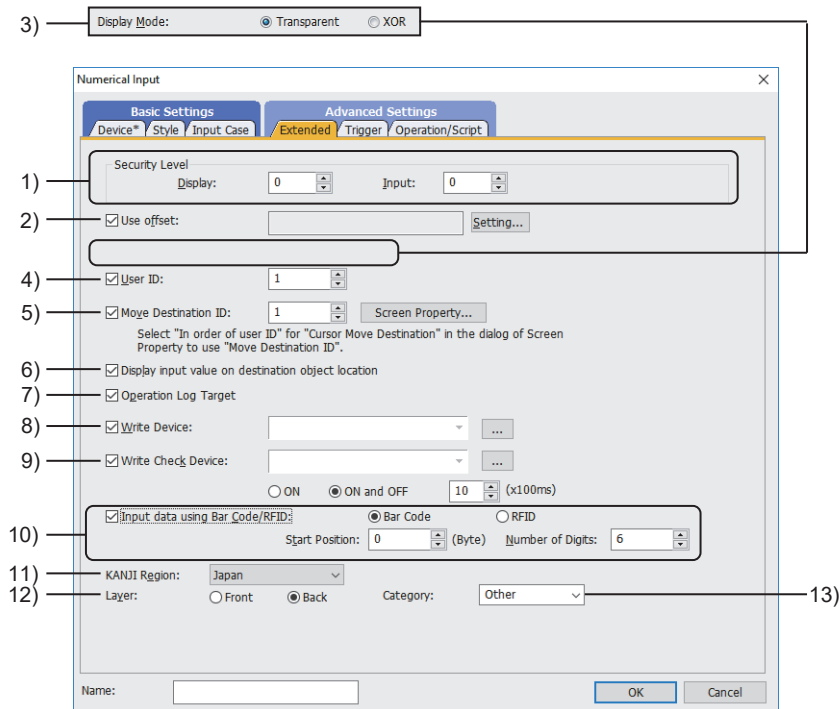 3) Display Mode: Transparent XOR
Numerical Input
Basic Settings Advanced Settings
Device* Style Input Case Extended Trigger Operation/Script
Security Level
1) Display: 0 Input: 0
2) Use offset: Setting...
4) User ID: 1
5) Move Destination ID: 1 Screen Property...
Select "In order of user ID" for "Cursor Move Destination" in the dialog of Screen
Property to use "Move Destination ID".
6) Display input value on destination object location
7) Operation Log Target
8) Write Device: ...
9) Write Check Device: ...
ON ON and OFF 10 (x100ms)
10) Input data using Bar Code/RFID: Bar Code RFID
Start Position: 0 (Byte) Number of Digits: 6
11) KANJI Region: Japan
12) Layer: Front Back Category: Other 13)
Name: OK Cancel